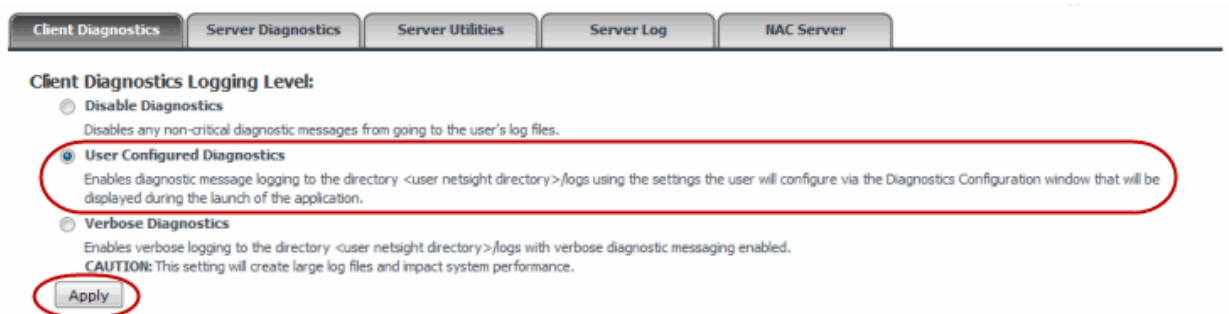 Client Diagnostics Server Diagnostics Server Utilities Server Log NAC Server
Client Diagnostics Logging Level:
Disable Diagnostics
Disables any non-critical diagnostic messages from going to the user's log files.
User Configured Diagnostics
Enables diagnostic message logging to the directory <user netsight directory>/logs using the settings the user will configure via the Diagnostics Configuration window that will be
displayed during the launch of the application.
Verbose Diagnostics
Enables verbose logging to the directory <user netsight directory>/logs with verbose diagnostic messaging enabled.
CAUTION: This setting will create large log files and impact system performance.
Apply